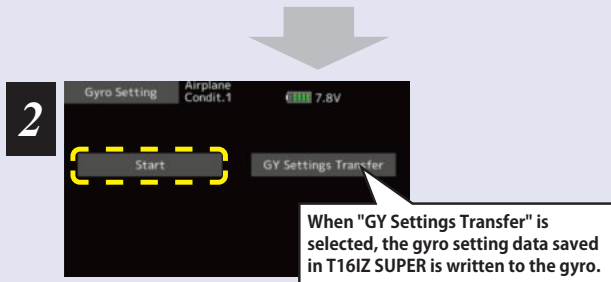 2
Gyro Setting
Airplane
Condit.1
7.8V
Start
GY Settings Transfer
When "GY Settings Transfer" is
selected, the gyro setting data saved
in T16IZ SUPER is written to the gyro.